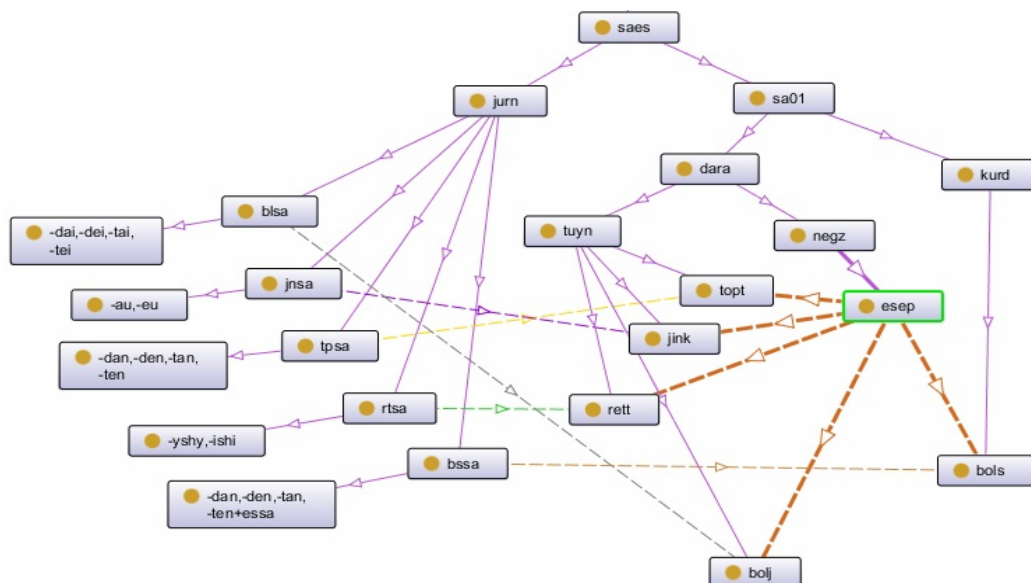 saes
jurn
sa01
dara
kurd
blsa
tuyn
negz
-dai,-dei,-tai,
-tei
jnsa
topt
esep
-au,-eu
tpsa
jink
-dan,-den,-tan,
-ten
rtsa
rett
-yshy,-ishi
bssa
bols
-dan,-den,-tan,
-ten+essa
bolj